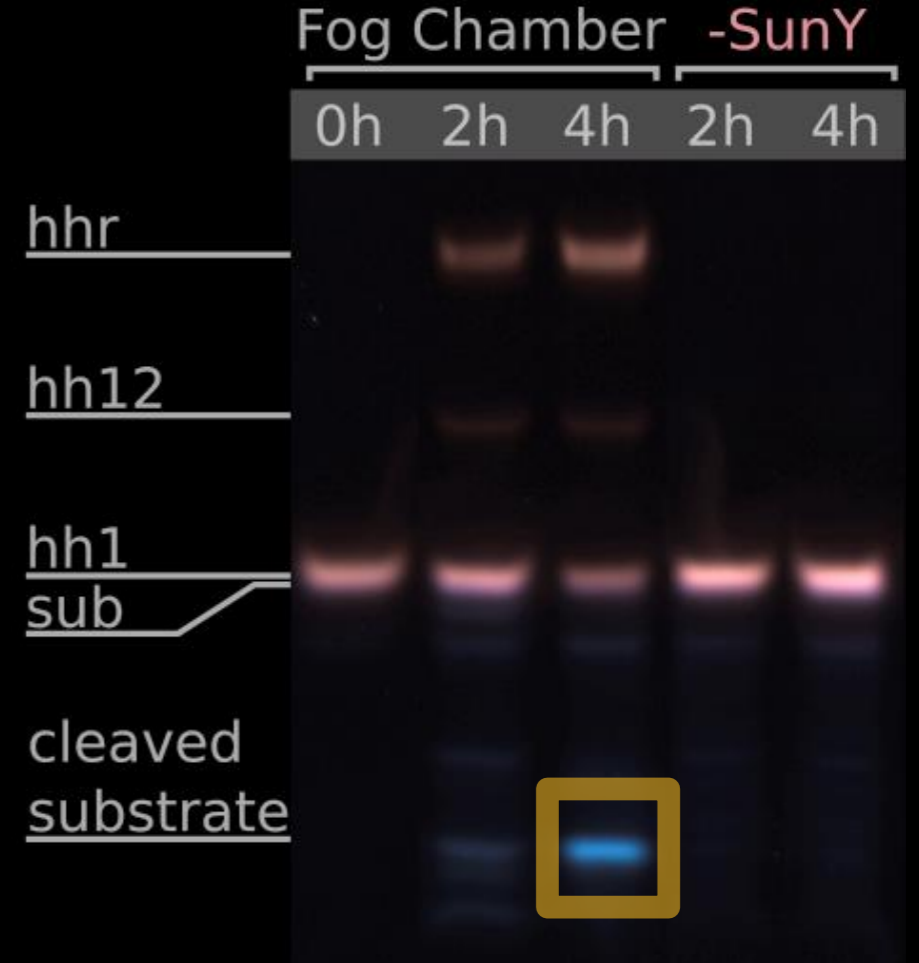 Fog Chamber -SunY
0h 2h 4h 2h 4h
hhr
hh12
hh1
sub
cleaved
substrate